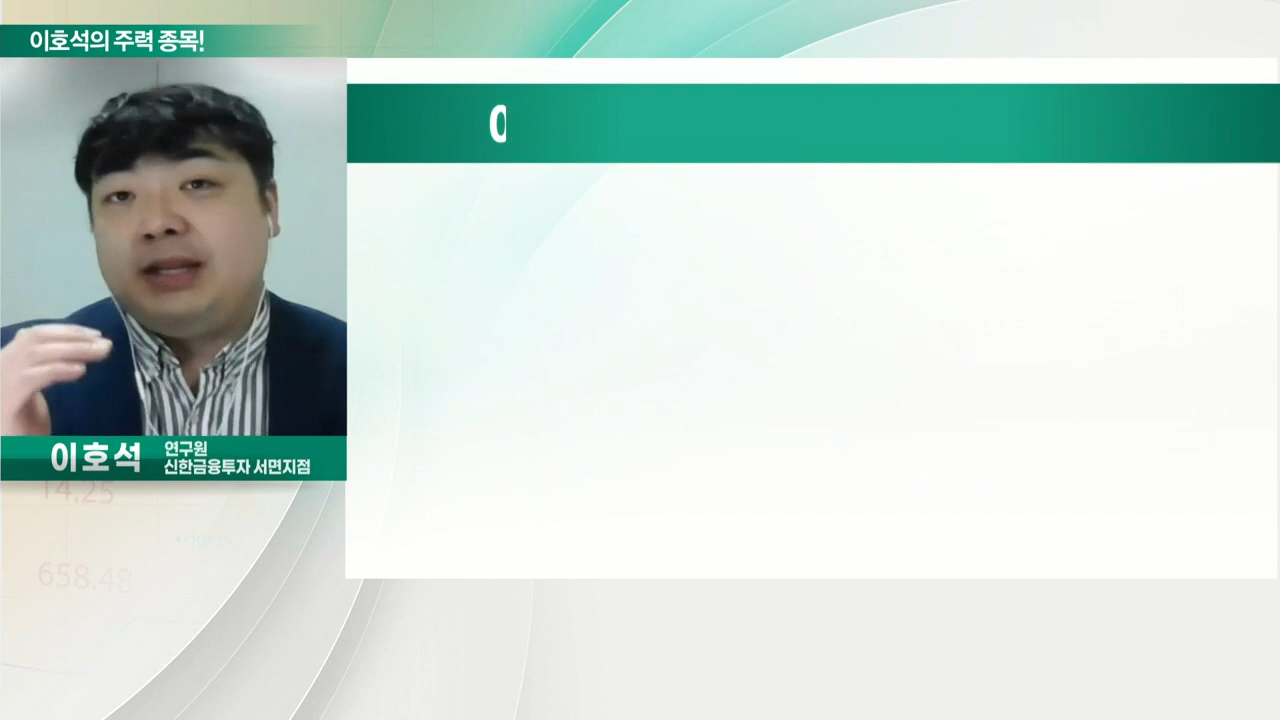 이호석의 주력 종목!
이호석
연구원
신한금융투자 서면지점
14.25
658.48